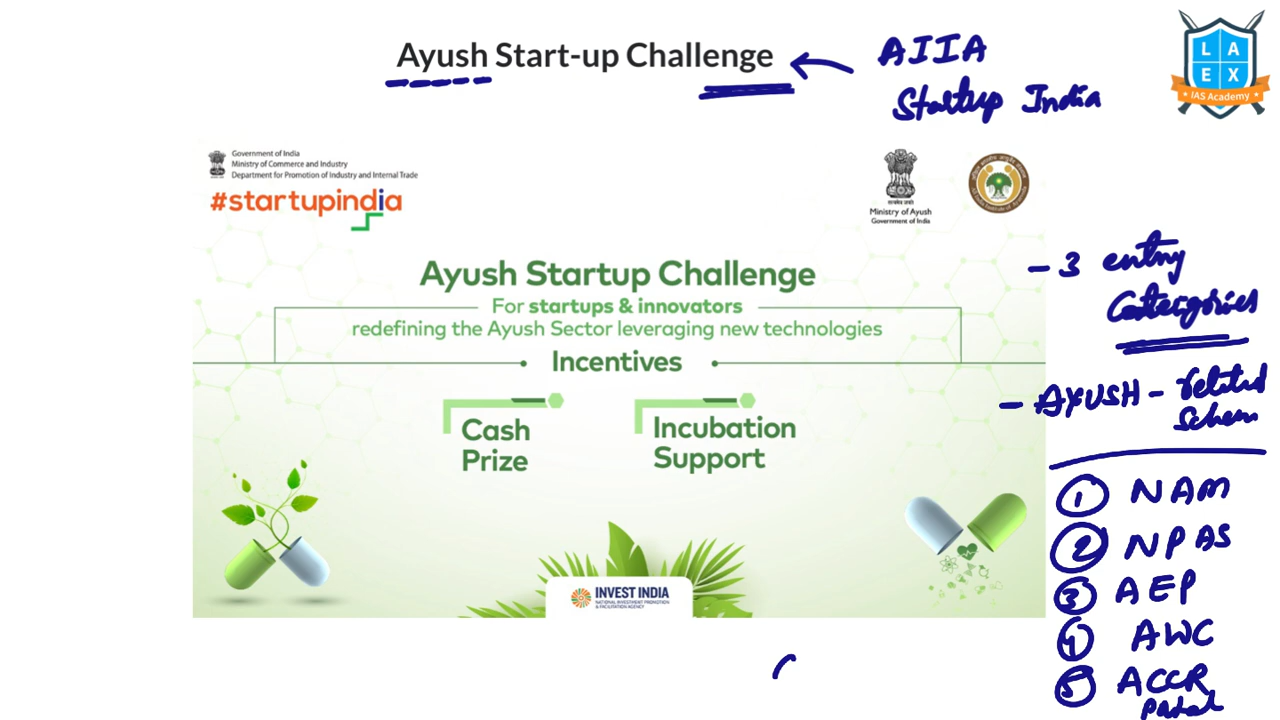 Ayush Start-up Challenge
AIIA
Startup India
LA
EX
IAS Academy
Government of India
Ministry of Commerce and Industry
Department for Promotion of Industry and Internal Trade
#startupindia
Ministry of Ayush
Government of India
Ayush Startup Challenge
For startups & innovators
redefining the Ayush Sector leveraging new technologies
Incentives
Cash
Prize
Incubation
Support
INVEST INDIA
NATIONAL INVESTMENT PROMOTION
& FACILITATION AGENCY
- 3 entry
Categories
- AYUSH - related
① NAM
② NPAS
③ AEP
④ AWC
⑤ ACCR